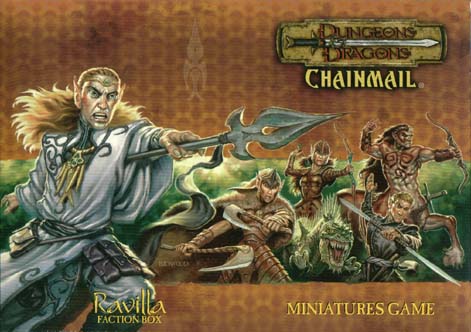 DUNGEONS
DRAGONS
CHAINMAIL®
Ravilla
FACTION BOX
MINIATURES GAME